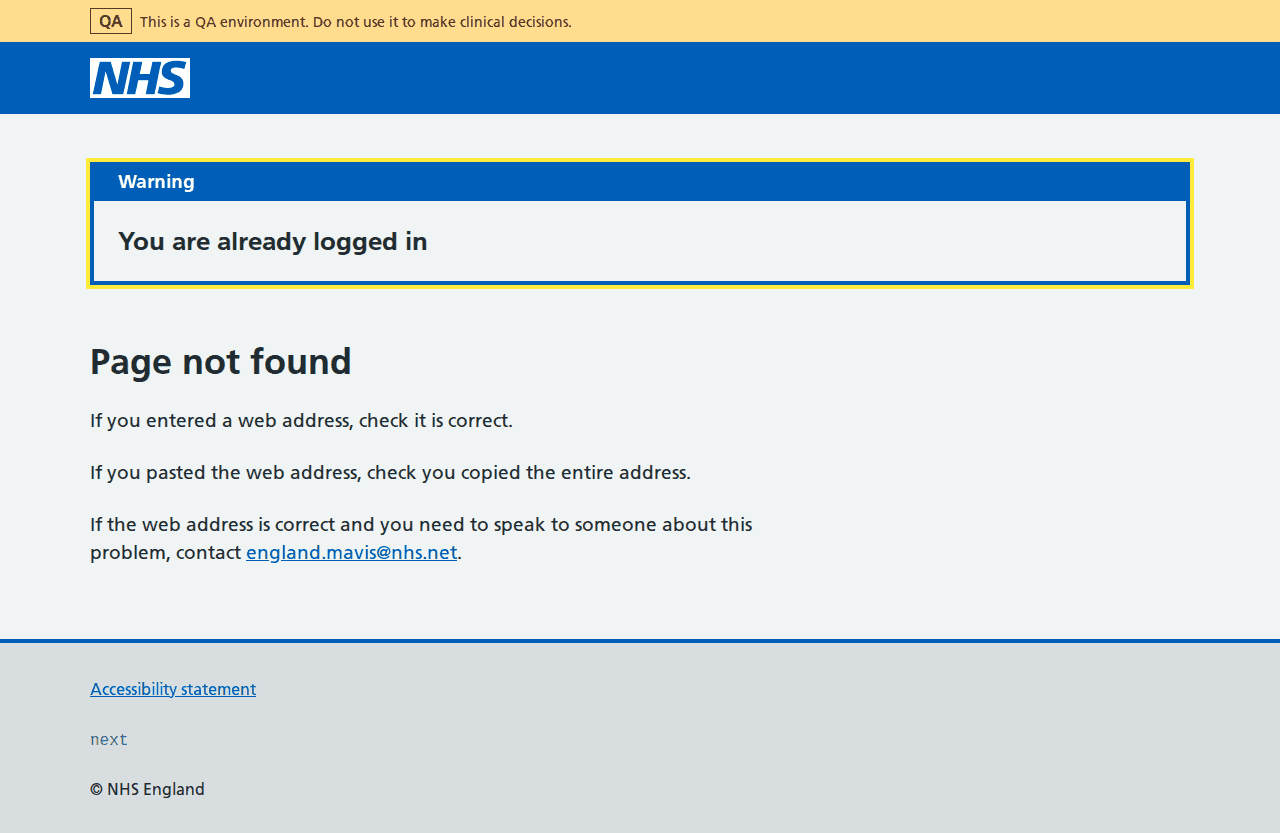 QA This is a QA environment. Do not use it to make clinical decisions.
NHS
Warning
You are already logged in
Page not found
If you entered a web address, check it is correct.
If you pasted the web address, check you copied the entire address.
If the web address is correct and you need to speak to someone about this
problem, contact england.mavis@nhs.net.
Accessibility statement
next
© NHS England